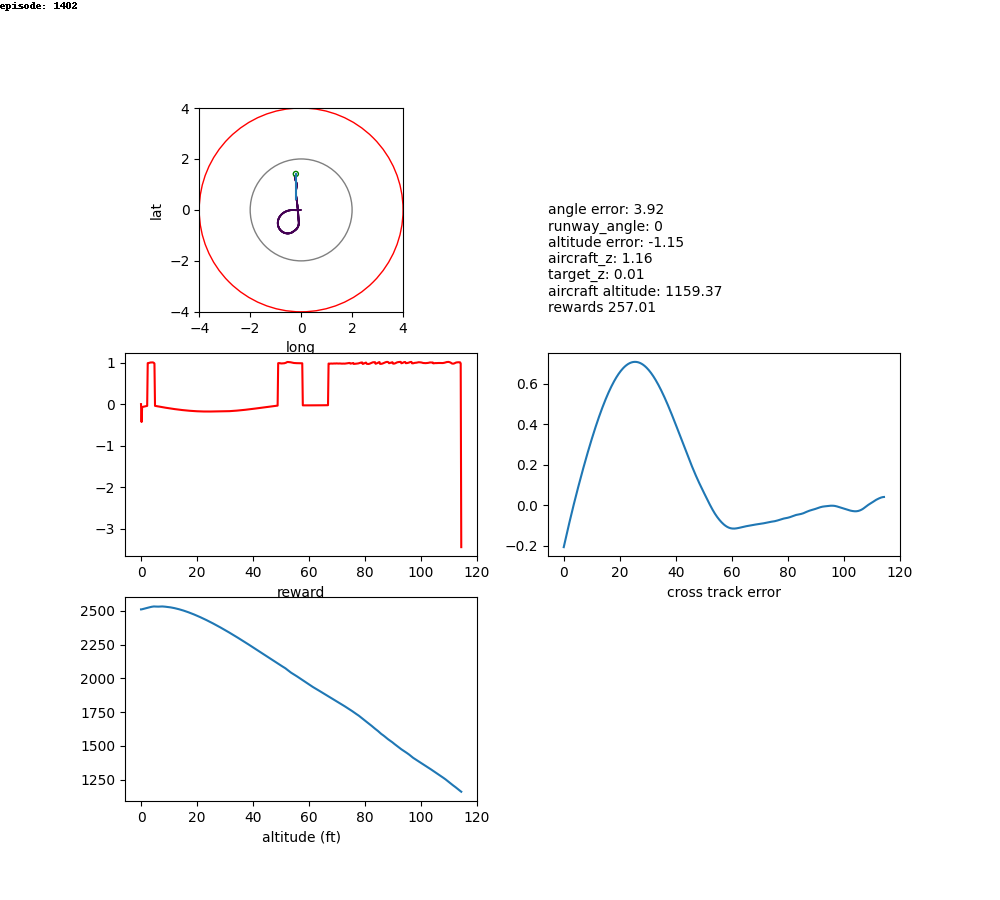 episode: 1402
4
2
0
−2
−4
lat
−4 −2 0 2 4
long
angle error: 3.92
runway_angle: 0
altitude error: -1.15
aircraft_z: 1.16
target_z: 0.01
aircraft altitude: 1159.37
rewards 257.01
1
0
−1
−2
−3
0 20 40 60 80 100 120
reward
0.6
0.4
0.2
0.0
−0.2
0 20 40 60 80 100 120
cross track error
2500
2250
2000
1750
1500
1250
0 20 40 60 80 100 120
altitude (ft)